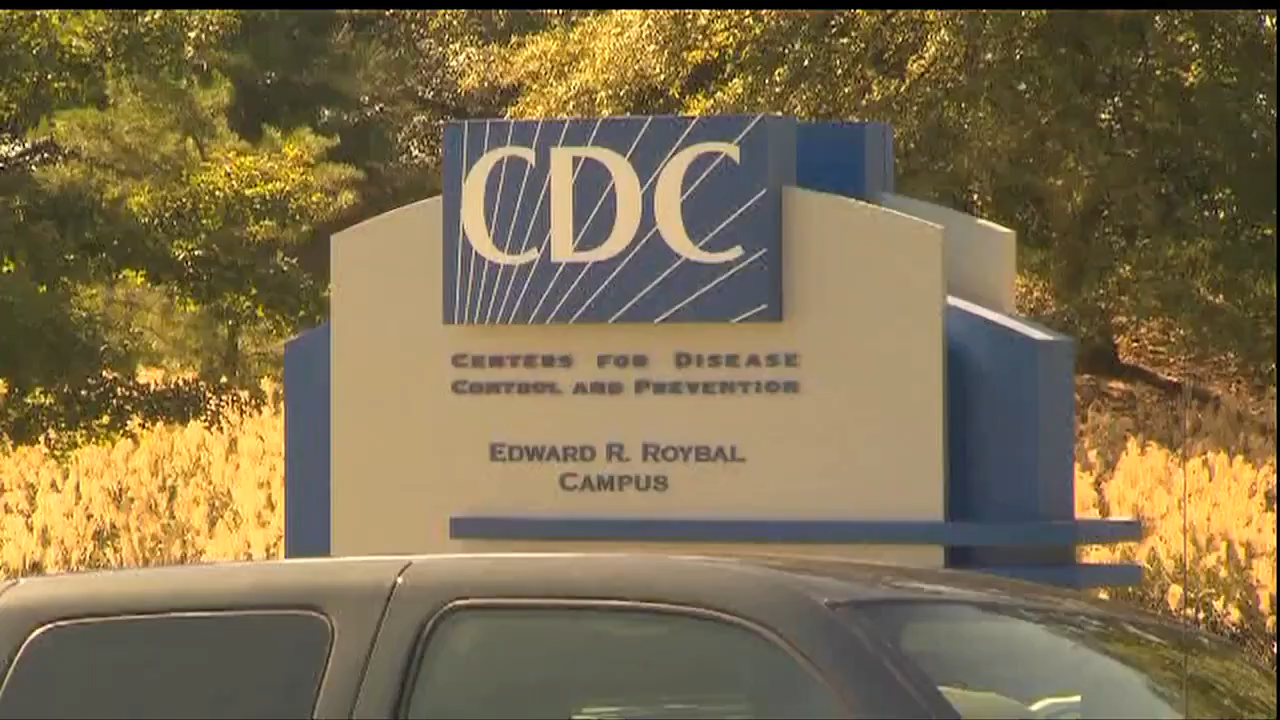 CDC
CENTERS FOR DISEASE
CONTROL AND PREVENTION
EDWARD R. ROYBAL
CAMPUS